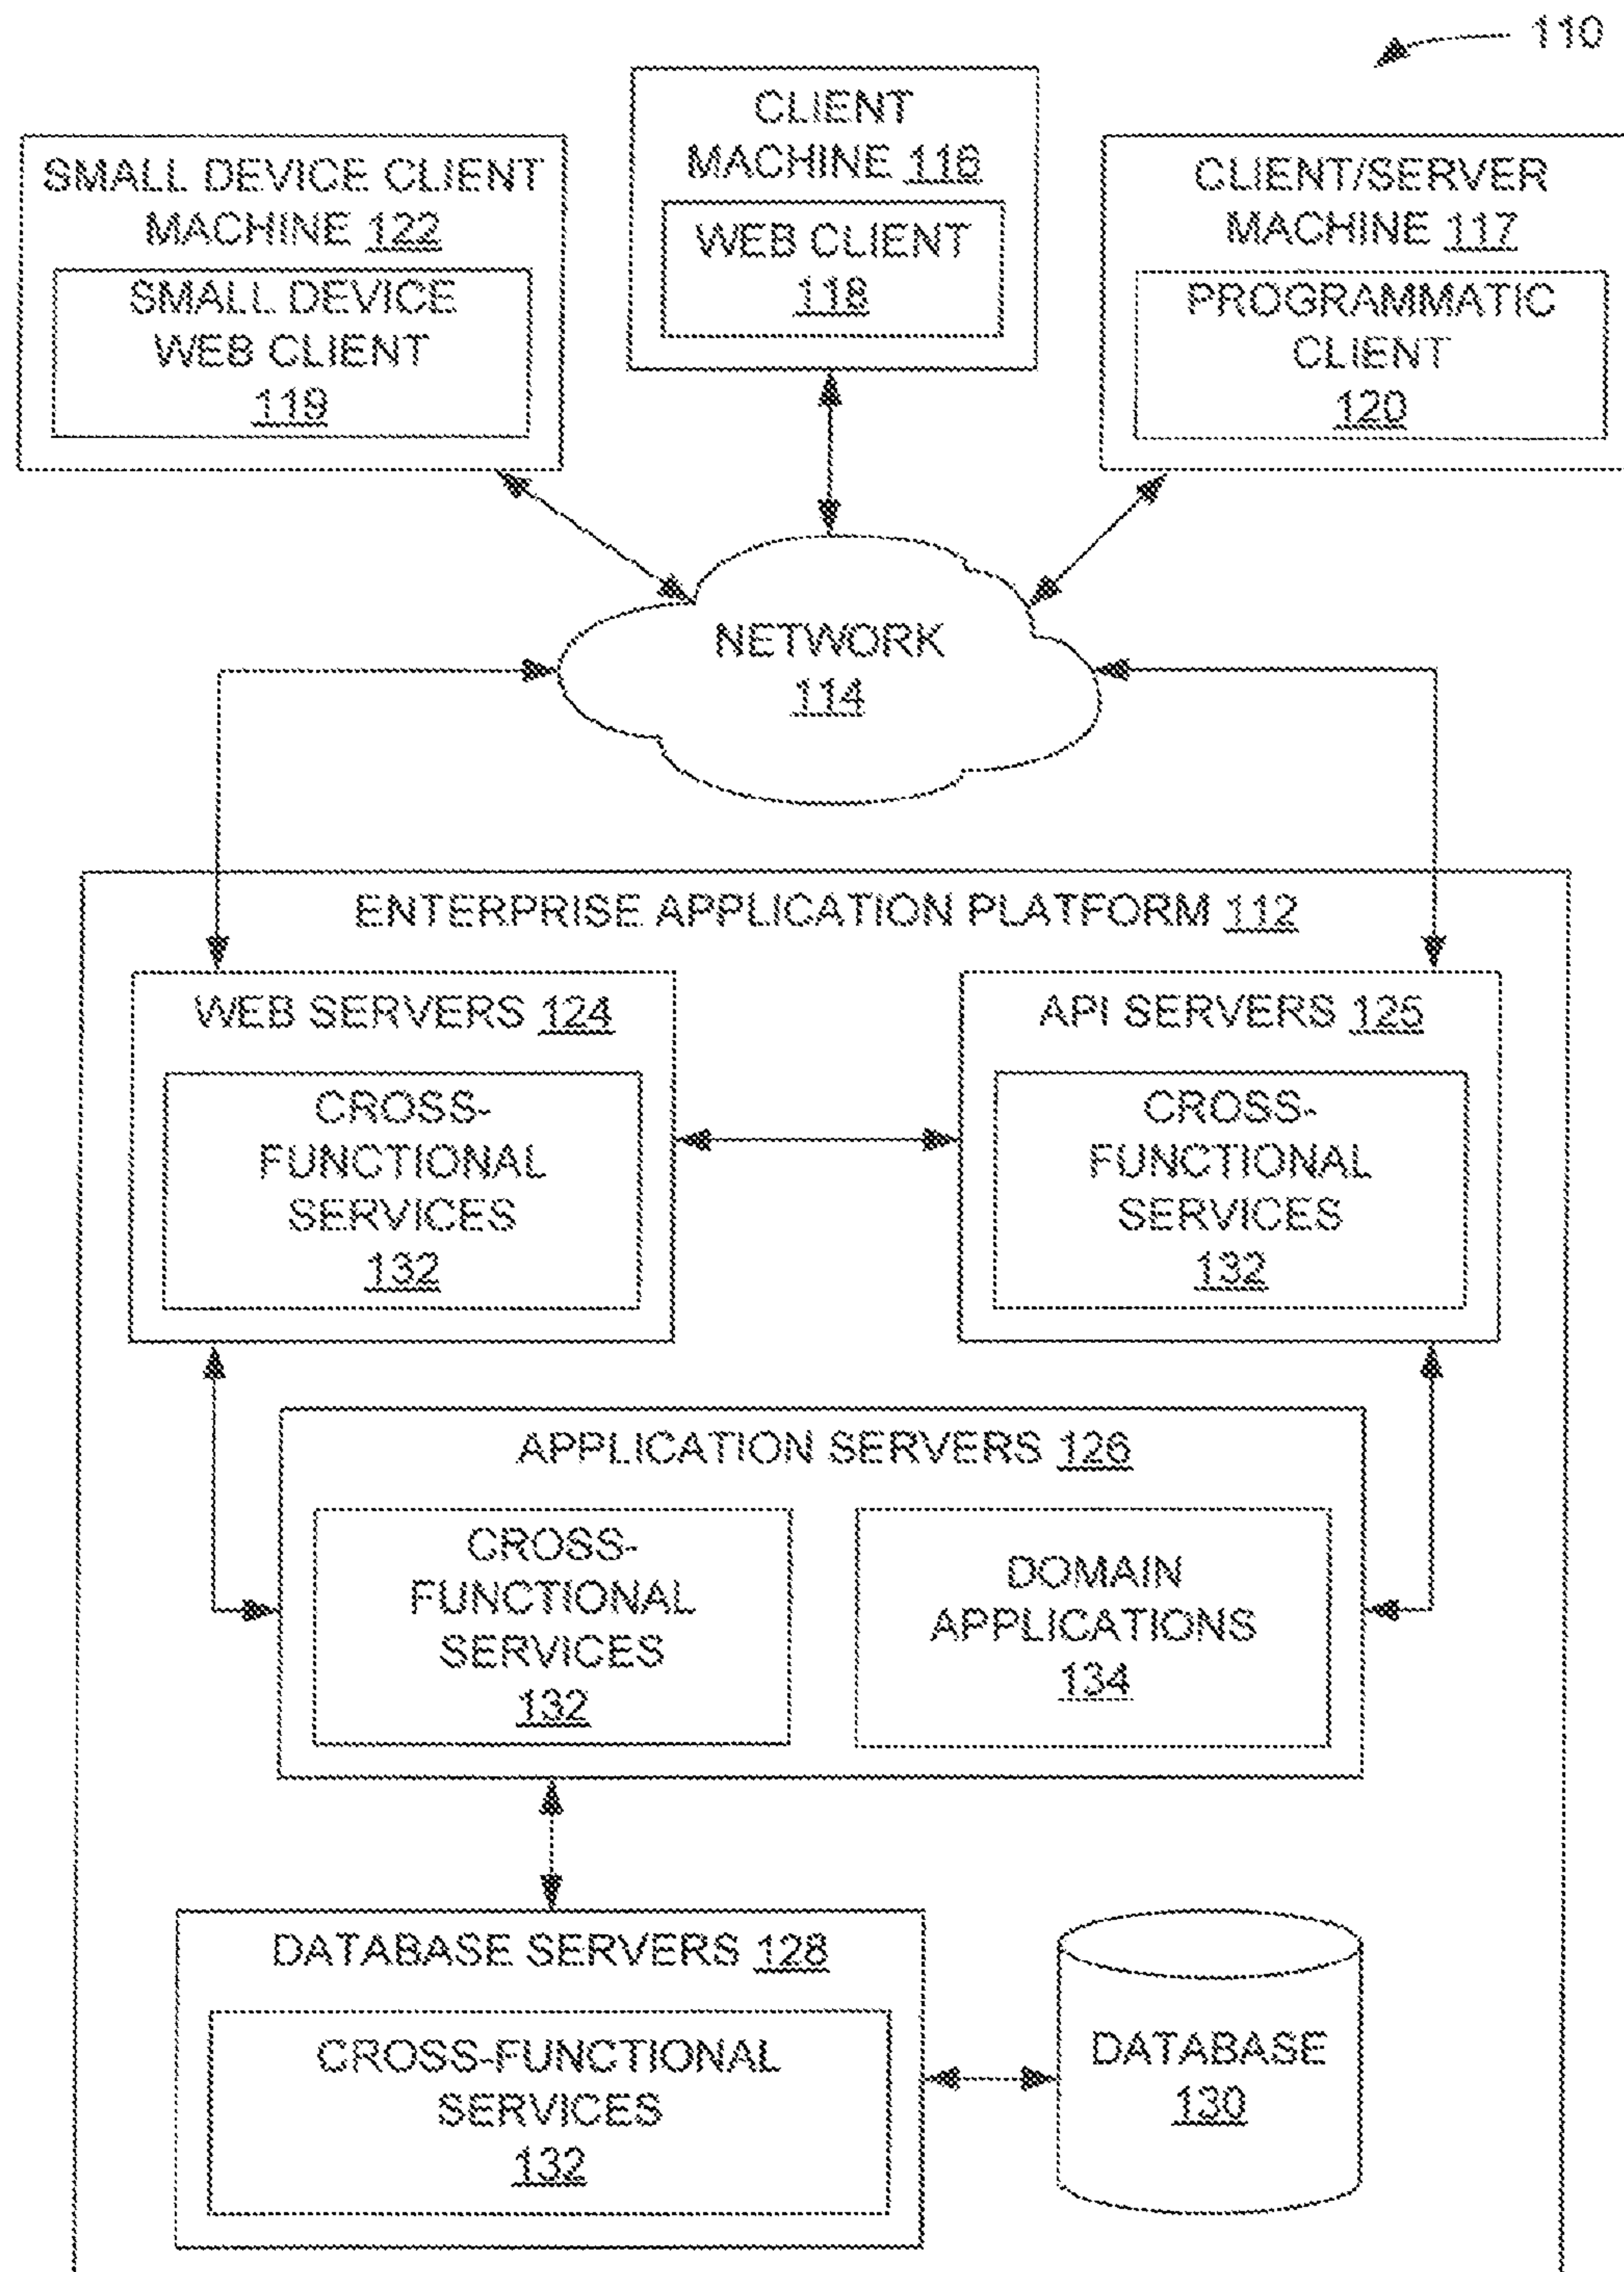 110
SMALL DEVICE CLIENT
MACHINE 122
SMALL DEVICE
WEB CLIENT
119
CLIENT
MACHINE 116
WEB CLIENT
118
CLIENT/SERVER
MACHINE 117
PROGRAMMATIC
CLIENT
120
NETWORK
114
ENTERPRISE APPLICATION PLATFORM 112
WEB SERVERS 124
CROSS-
FUNCTIONAL
SERVICES
132
API SERVERS 125
CROSS-
FUNCTIONAL
SERVICES
132
APPLICATION SERVERS 126
CROSS-
FUNCTIONAL
SERVICES
132
DOMAIN
APPLICATIONS
134
DATABASE SERVERS 128
CROSS-FUNCTIONAL
SERVICES
132
DATABASE
130